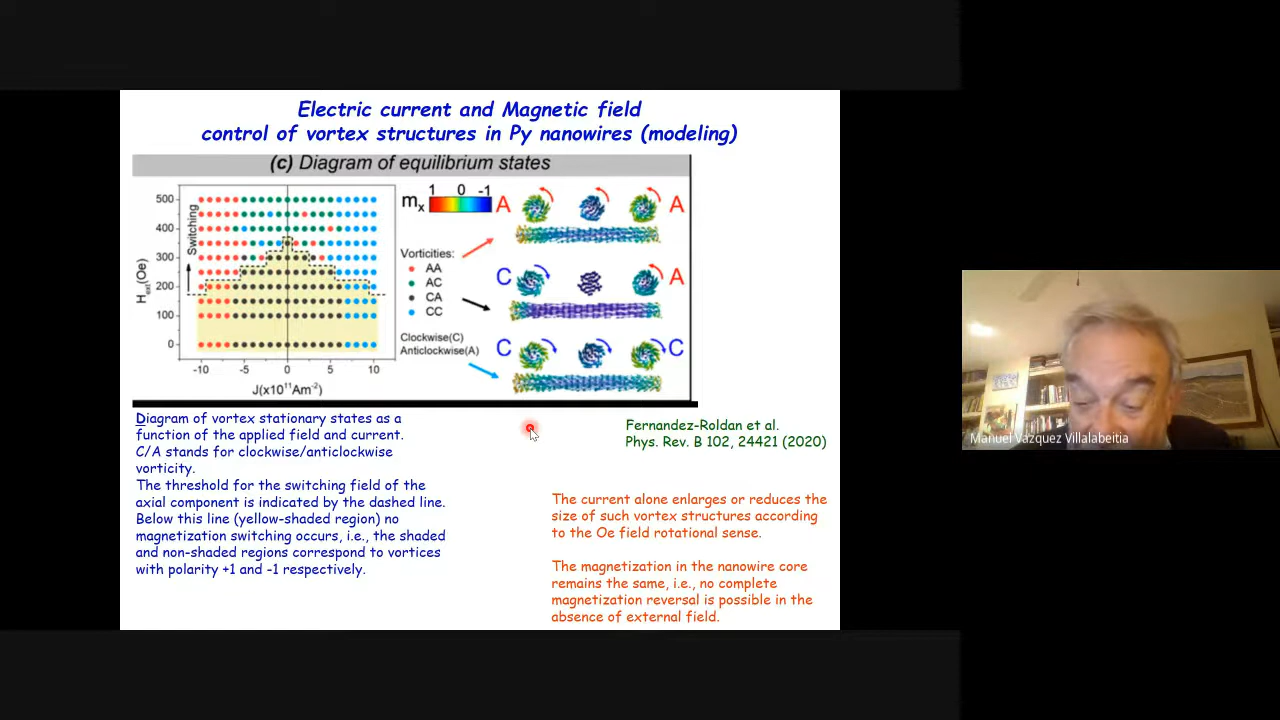 Electric current and Magnetic field
control of vortex structures in Py nanowires (modeling)
(c) Diagram of equilibrium states
500
400
300
200
100
0
Hext(Oe)
Switching
-10 -5 0 5 10
J(x10¹¹Am⁻²)
mx
1 0 -1
Vorticities:
AA
AC
CA
CC
Clockwise(C)
Anticlockwise(A)
A A
C A
C C
Diagram of vortex stationary states as a
function of the applied field and current.
C/A stands for clockwise/anticlockwise
vorticity.
The threshold for the switching field of the
axial component is indicated by the dashed line.
Below this line (yellow-shaded region) no
magnetization switching occurs, i.e., the shaded
and non-shaded regions correspond to vortices
with polarity +1 and -1 respectively.
Fernandez-Roldan et al.
Phys. Rev. B 102, 24421 (2020)
The current alone enlarges or reduces the
size of such vortex structures according
to the Oe field rotational sense.
The magnetization in the nanowire core
remains the same, i.e., no complete
magnetization reversal is possible in the
absence of external field.
Manuel Vazquez Villalabeitia